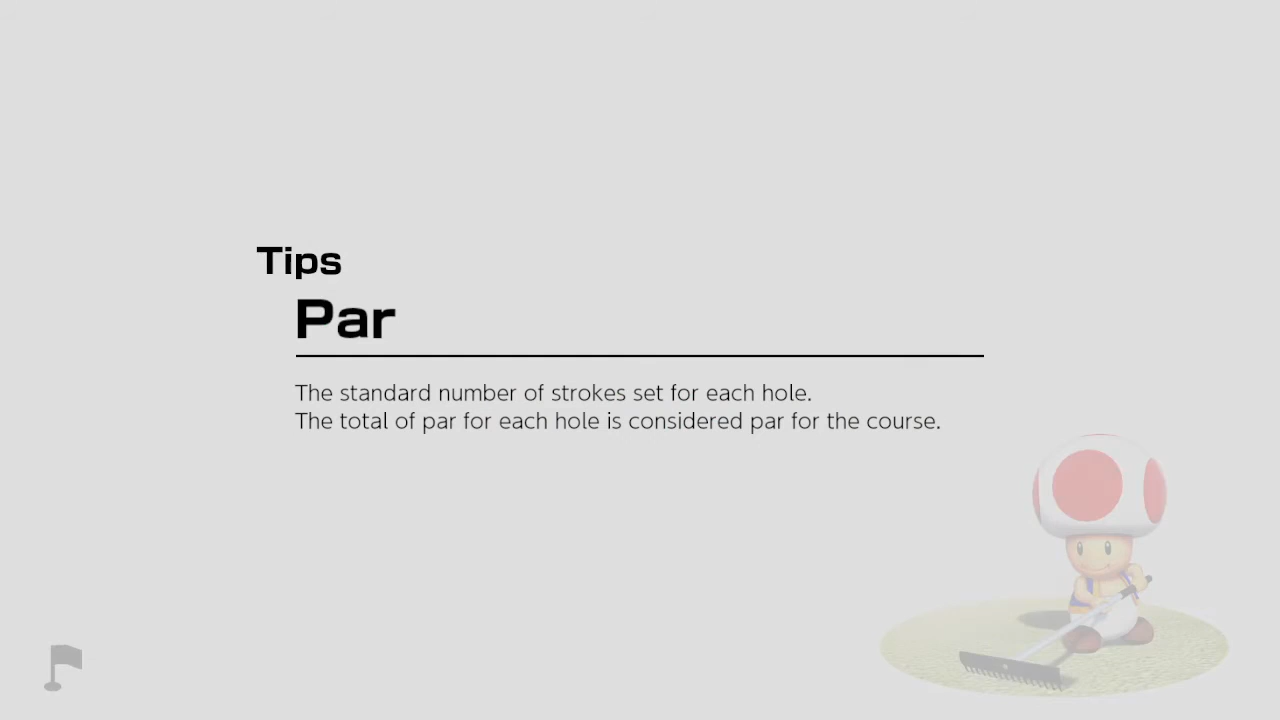 Tips
Par
The standard number of strokes set for each hole.
The total of par for each hole is considered par for the course.